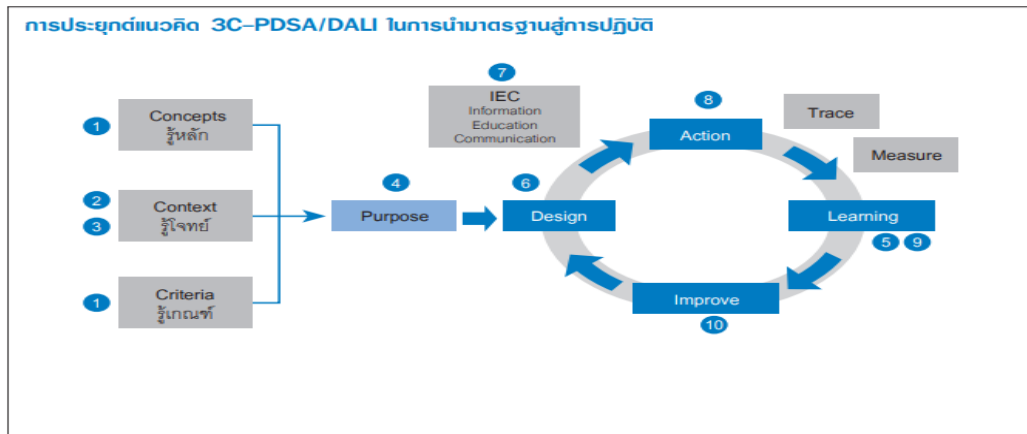 การประยุกต์แนวคิด 3C-PDSA/DALI ในการนำมาตรฐานสู่การปฏิบัติ
7
IEC
Information
Education
Communication
8
Action
Trace
Measure
1
Concepts
รู้หลัก
2
3
Context
รู้โจทย์
4
Purpose
6
Design
Learning
5 9
1
Criteria
รู้เกณฑ์
Improve
10